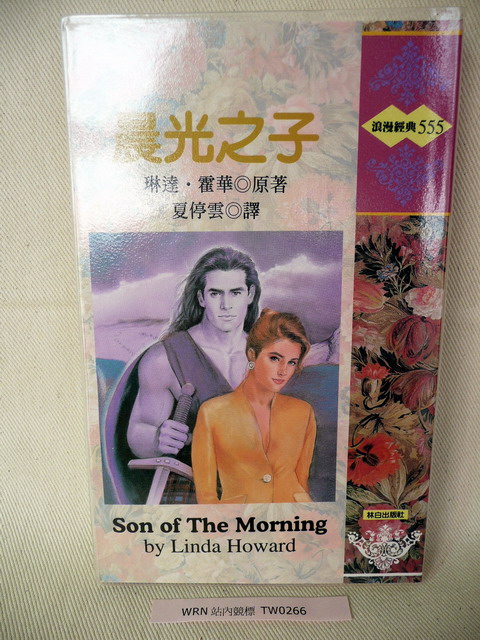 晨光之子
浪漫經典555
琳達·霍華◎原著
夏停雲◎譯
Son of The Morning
by Linda Howard
林白出版社
WRN 站內競標 TW0266